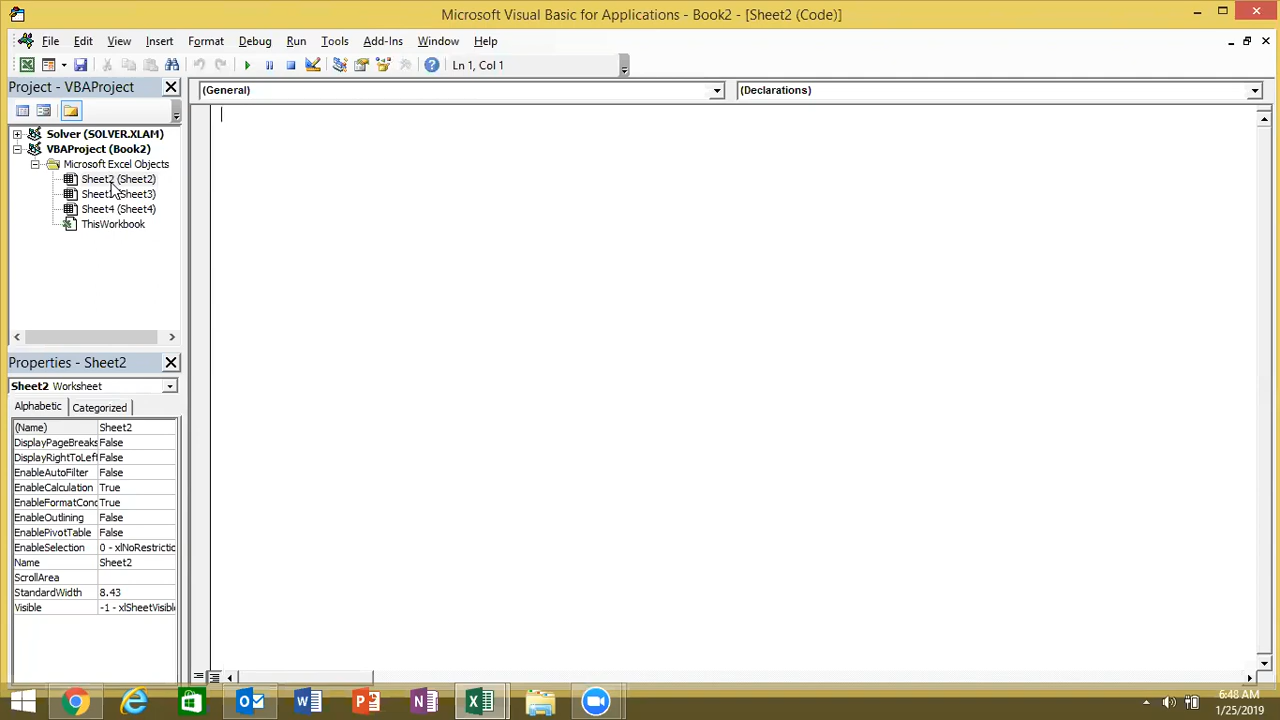 Microsoft Visual Basic for Applications - Book2 - [Sheet2 (Code)]
File Edit View Insert Format Debug Run Tools Add-Ins Window Help
Ln 1, Col 1
Project - VBAProject
(General)
(Declarations)
Solver (SOLVER.XLAM)
VBAProject (Book2)
Microsoft Excel Objects
Sheet2 (Sheet2)
Sheet3 (Sheet3)
Sheet4 (Sheet4)
ThisWorkbook
Properties - Sheet2
Sheet2 Worksheet
Alphabetic Categorized
(Name) Sheet2
DisplayPageBreaks False
DisplayRightToLeft False
EnableAutoFilter False
EnableCalculation True
EnableFormatConc True
EnableOutlining False
EnablePivotTable False
EnableSelection 0 - xlNoRestrictic
Name Sheet2
ScrollArea
StandardWidth 8.43
Visible -1 - xlSheetVisibl
6:48 AM
1/25/2019